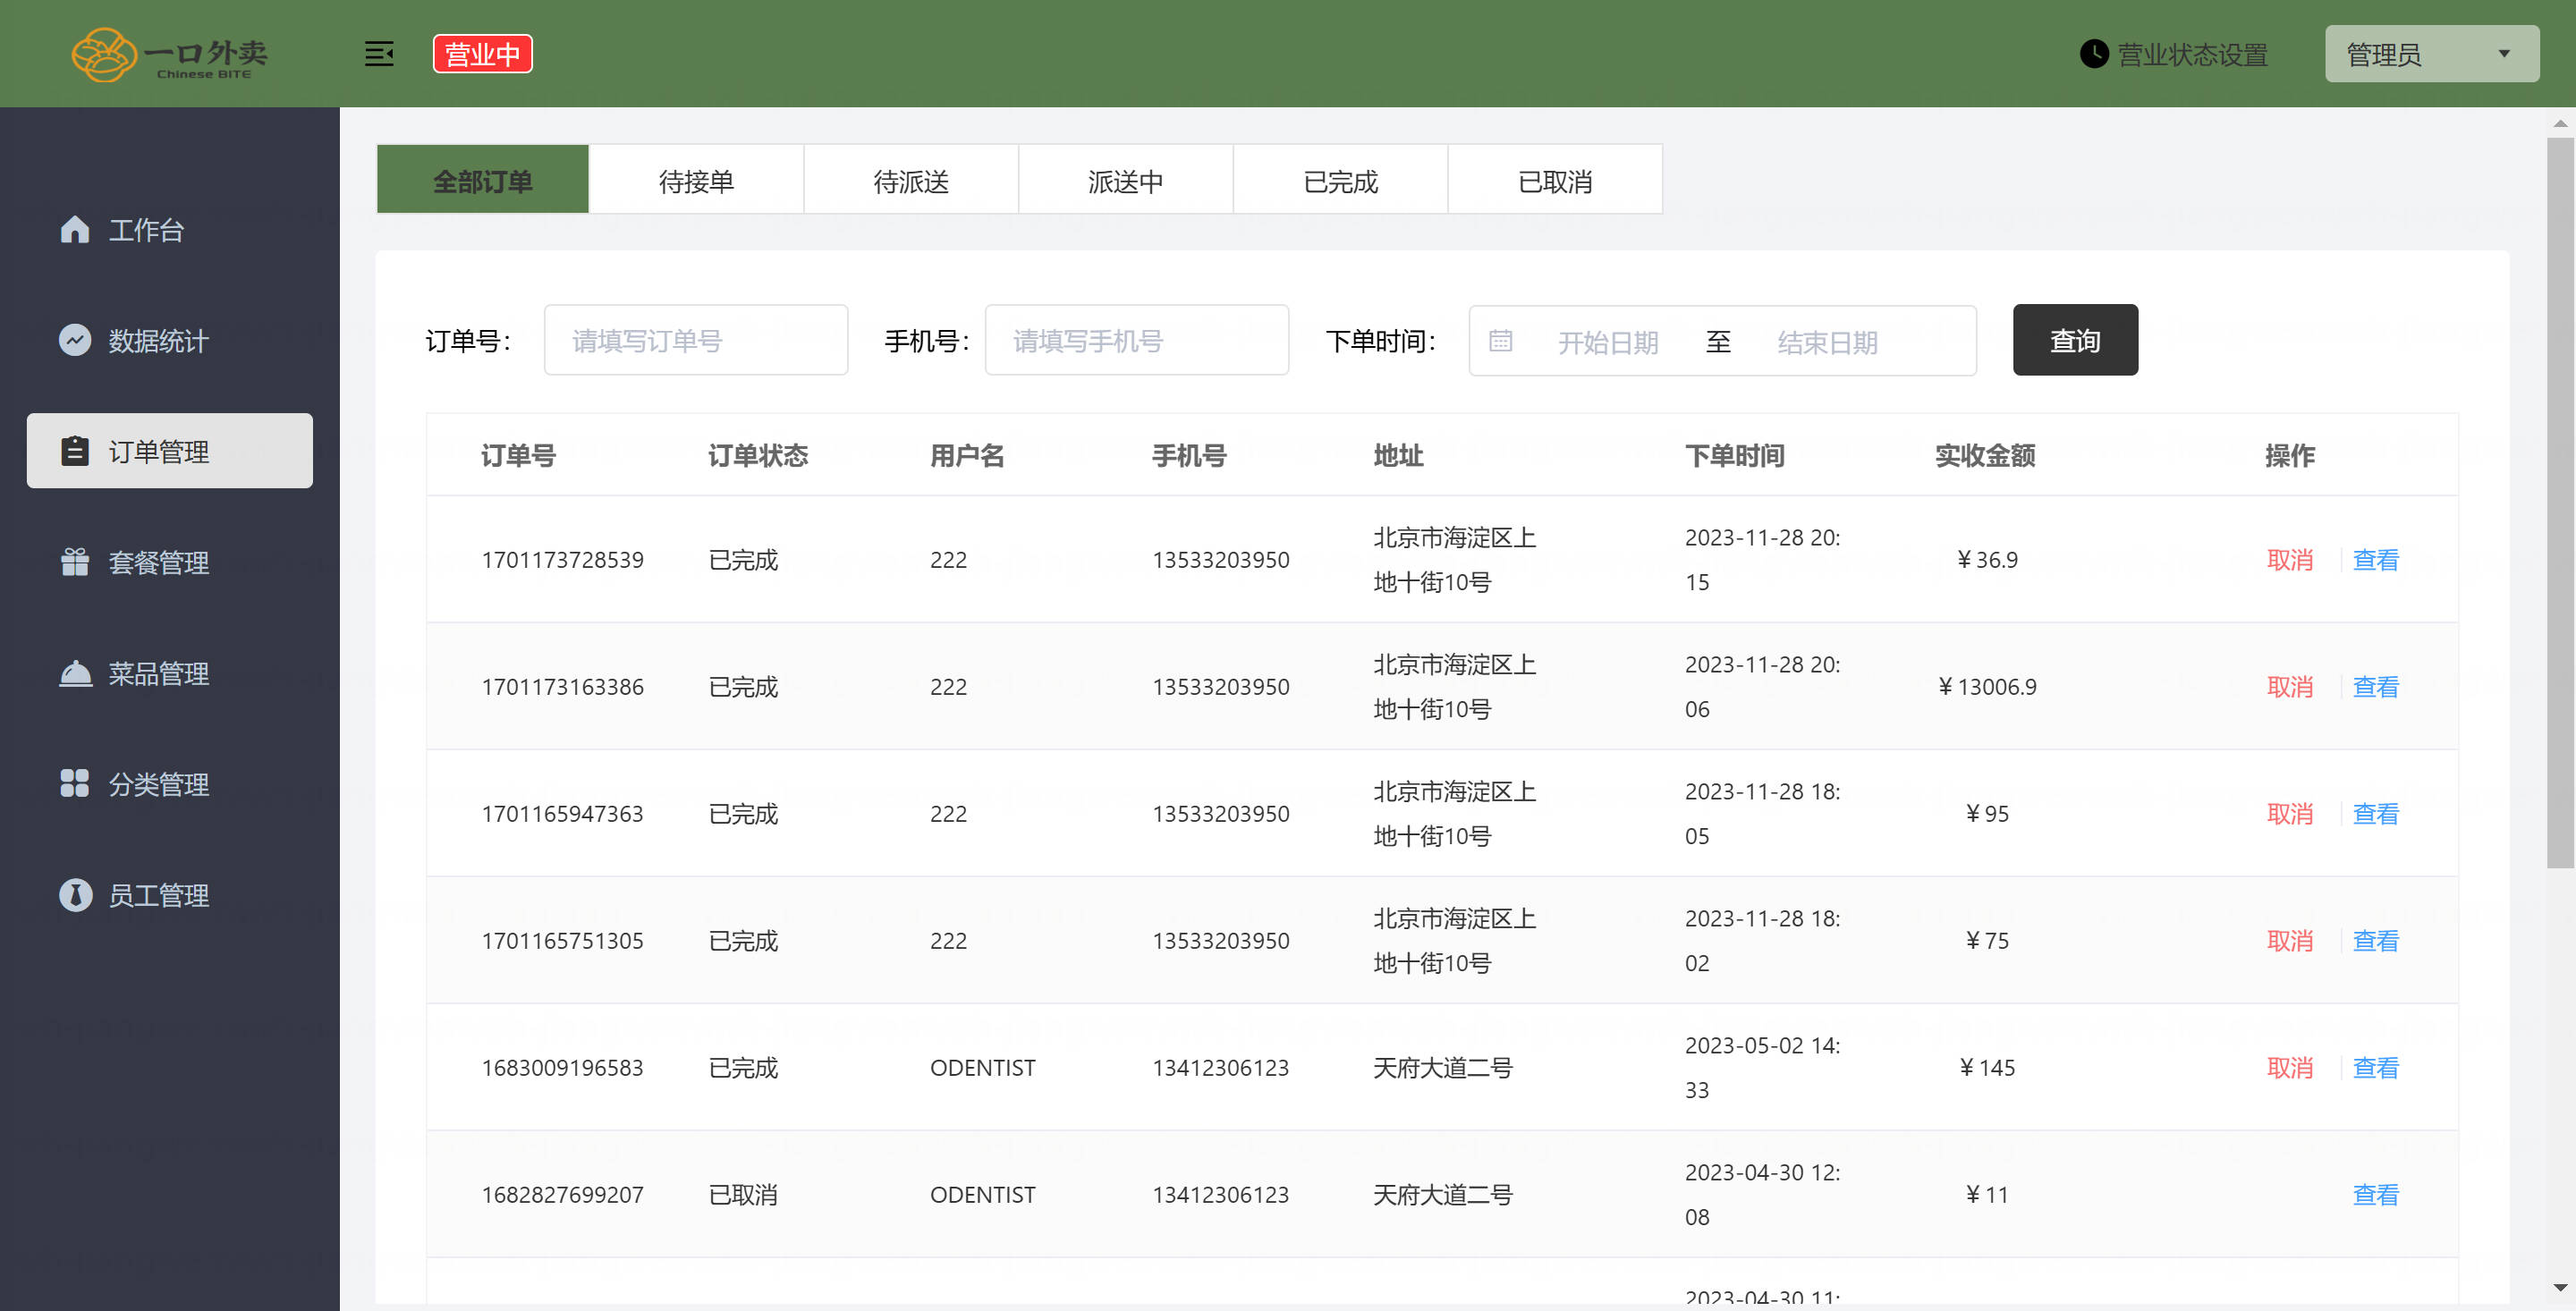 一口外卖
Chinese BITE
营业中
营业状态设置
管理员
工作台
数据统计
订单管理
套餐管理
菜品管理
分类管理
员工管理
全部订单 待接单 待派送 派送中 已完成 已取消
订单号： 请填写订单号 手机号： 请填写手机号 下单时间： 开始日期 至 结束日期 查询
订单号 订单状态 用户名 手机号 地址 下单时间 实收金额 操作
1701173728539 已完成 222 13533203950 北京市海淀区上
地十街10号 2023-11-28 20:
15 ￥36.9 取消 查看
1701173163386 已完成 222 13533203950 北京市海淀区上
地十街10号 2023-11-28 20:
06 ￥13006.9 取消 查看
1701165947363 已完成 222 13533203950 北京市海淀区上
地十街10号 2023-11-28 18:
05 ￥95 取消 查看
1701165751305 已完成 222 13533203950 北京市海淀区上
地十街10号 2023-11-28 18:
02 ￥75 取消 查看
1683009196583 已完成 ODENTIST 13412306123 天府大道二号 2023-05-02 14:
33 ￥145 取消 查看
1682827699207 已取消 ODENTIST 13412306123 天府大道二号 2023-04-30 12:
08 ￥11 查看
2023-04-30 11: